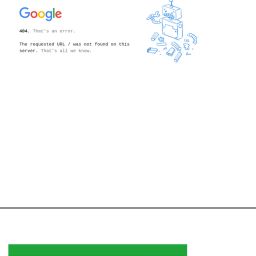 Google
404. That's an error.
The requested URL / was not found on this
server. That's all we know.